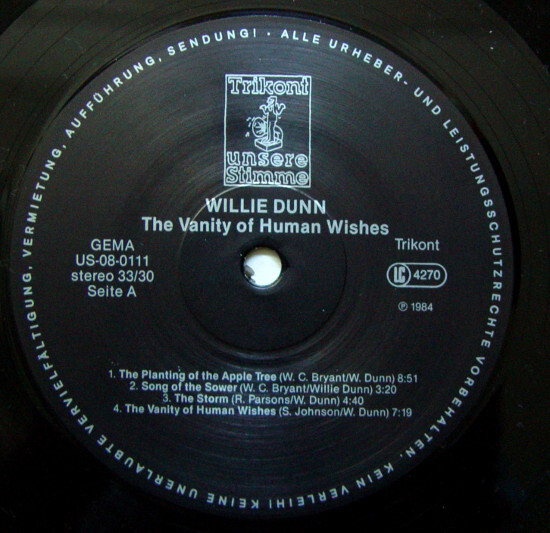 ALLE URHEBER- UND LEISTUNGSSCHUTZRECHTE VORBEHALTEN. KEIN VERLEIH! KEINE UNERLAUBTE VERVIELFÄLTIGUNG, VERMIETUNG, AUFFÜHRUNG, SENDUNG! ·
Trikont
unsere
Stimme
WILLIE DUNN
The Vanity of Human Wishes
GEMA
US-08-0111
stereo 33/30
Seite A
Trikont
LC 4270
℗ 1984
1. The Planting of the Apple Tree (W. C. Bryant/W. Dunn) 8:51
2. Song of the Sower (W. C. Bryant/Willie Dunn) 3:20
3. The Storm (R. Parsons/W. Dunn) 4:40
4. The Vanity of Human Wishes (S. Johnson/W. Dunn) 7:19